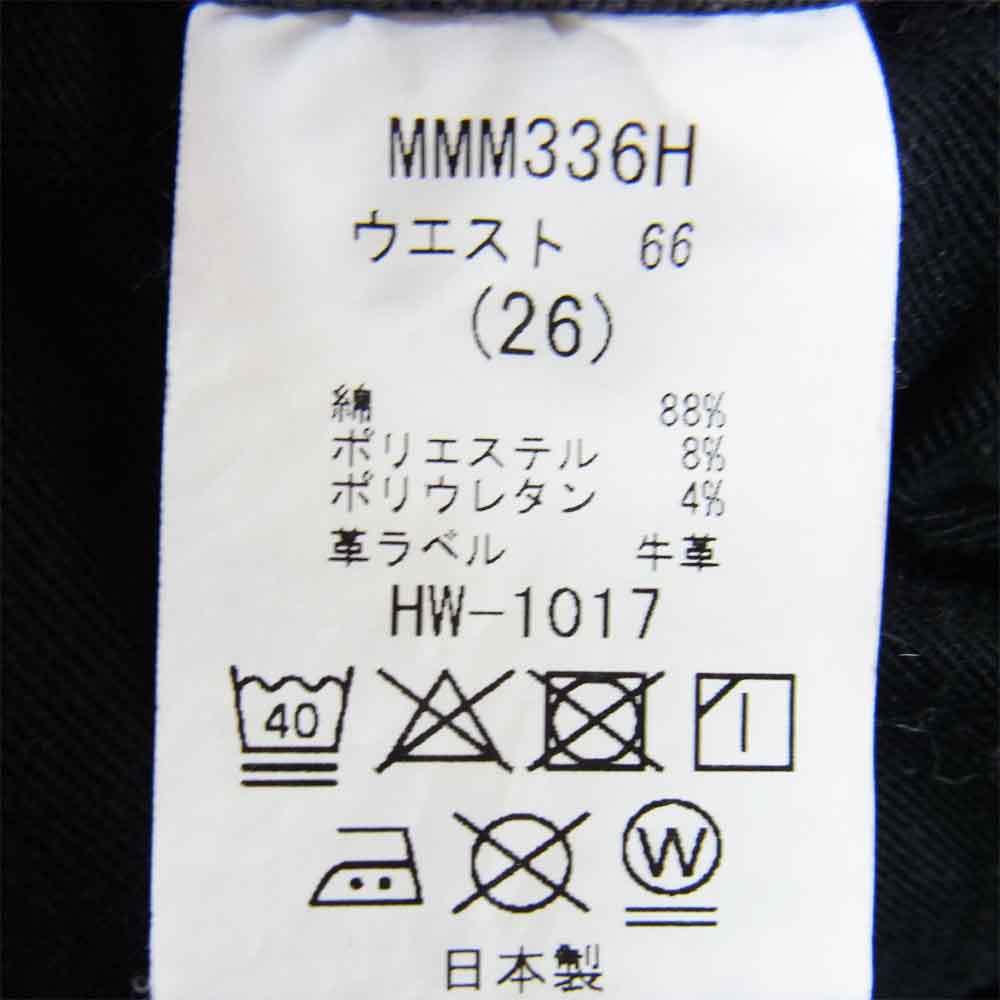 MMM336H
ウエスト 66
(26)
綿 88%
ポリエステル 8%
ポリウレタン 4%
革ラベル 牛革
HW-1017
40
W
日本製